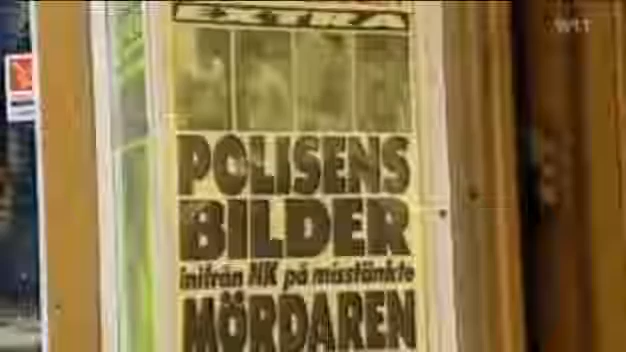 EXTRA
POLISENS
BILDER
inifrån NK på misstänkte
MÖRDAREN